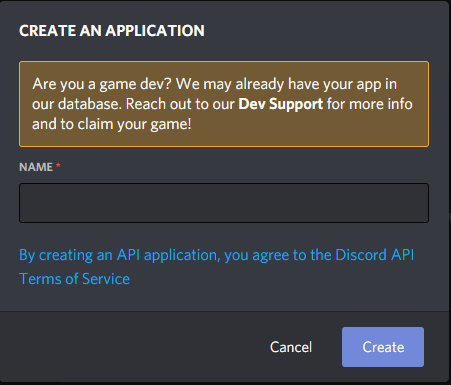 CREATE AN APPLICATION
Are you a game dev? We may already have your app in
our database. Reach out to our Dev Support for more info
and to claim your game!
NAME *
By creating an API application, you agree to the Discord API
Terms of Service
Cancel
Create